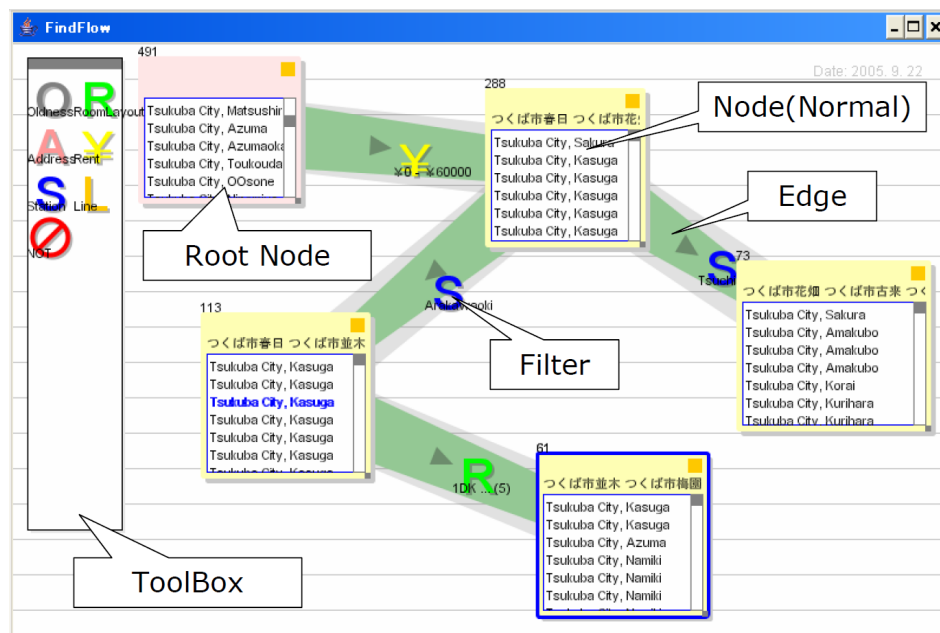 FindFlow
491
Date: 2005. 9. 22
O R
OldnessRoomLayout
A ¥
AddressRent
S L
Station Line
NOT
Tsukuba City, Matsushir
Tsukuba City, Azuma
Tsukuba City, Azumaoka
Tsukuba City, Toukouda
Tsukuba City, OOsone
Root Node
¥
¥0 - ¥60000
288
つくば市春日 つくば市花
Tsukuba City, Sakura
Tsukuba City, Kasuga
Tsukuba City, Kasuga
Tsukuba City, Kasuga
Tsukuba City, Kasuga
Tsukuba City, Kasuga
Node(Normal)
Edge
S
73
つくば市花畑 つくば市古来 つく
Tsukuba City, Sakura
Tsukuba City, Amakubo
Tsukuba City, Amakubo
Tsukuba City, Amakubo
Tsukuba City, Korai
Tsukuba City, Kurihara
Tsukuba City, Kurihara
S
Filter
113
つくば市春日 つくば市並木
Tsukuba City, Kasuga
Tsukuba City, Kasuga
Tsukuba City, Kasuga
Tsukuba City, Kasuga
Tsukuba City, Kasuga
Tsukuba City, Kasuga
R
1DK ... (5)
61
つくば市並木 つくば市梅園
Tsukuba City, Kasuga
Tsukuba City, Kasuga
Tsukuba City, Azuma
Tsukuba City, Namiki
Tsukuba City, Namiki
Tsukuba City, Namiki
ToolBox